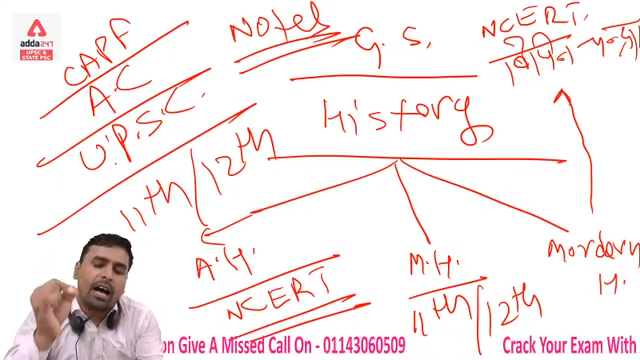 adda247
UPSC & STATE PSC
CAPF
A.C
U.P.S.C.
11th/12th
Notes
G.S.
NCERT
History
A.H.
NCERT
M.H.
11th/12th
Mordern
H.
on Give A Missed Call On - 01143060509
Crack Your Exam With